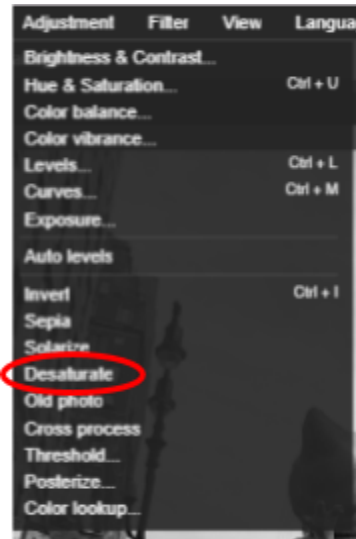 Adjustment Filter View Langua
Brightness & Contrast...
Hue & Saturation... Ctrl + U
Color balance...
Color vibrance...
Levels... Ctrl + L
Curves... Ctrl + M
Exposure...
Auto levels
Invert Ctrl + I
Sepia
Solarize
Desaturate
Old photo
Cross process
Threshold...
Posterize...
Color lookup...